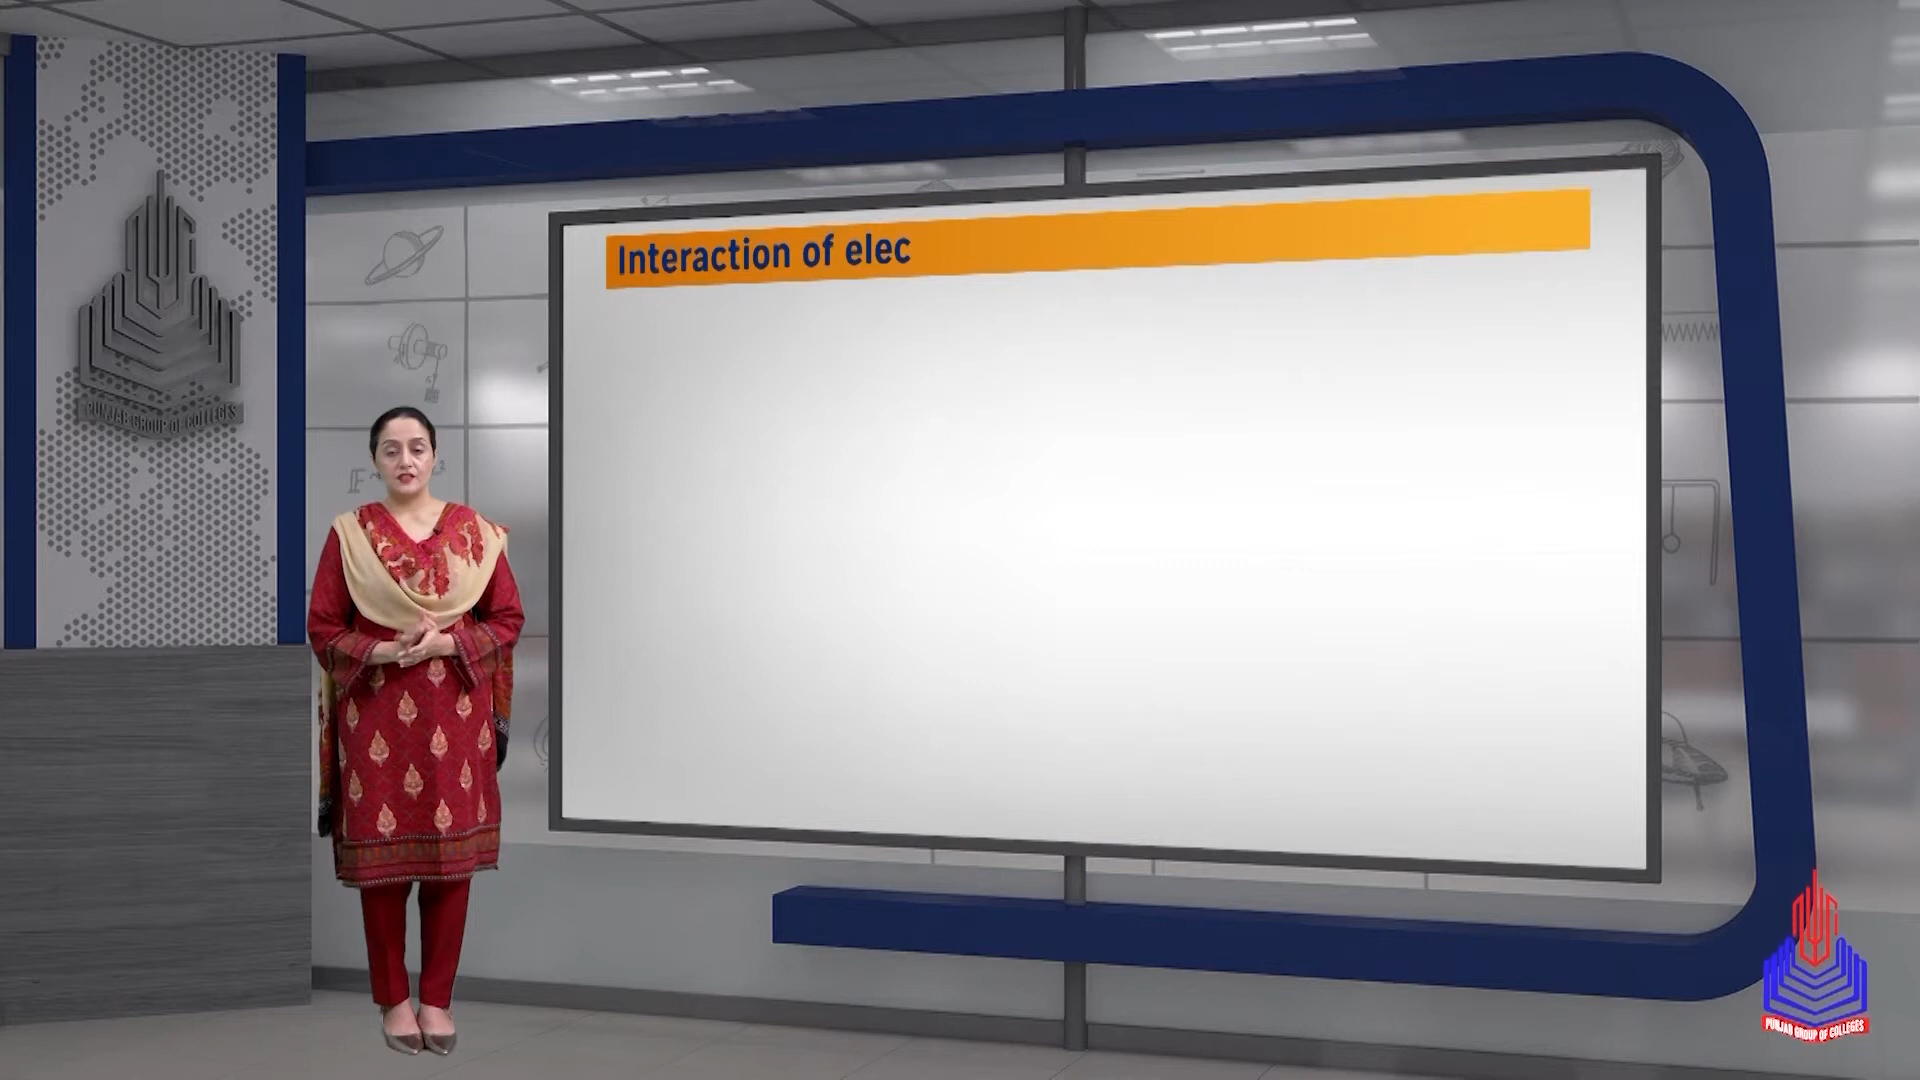 Interaction of elec
PUNJAB GROUP OF COLLEGES
PUNJAB GROUP OF COLLEGES